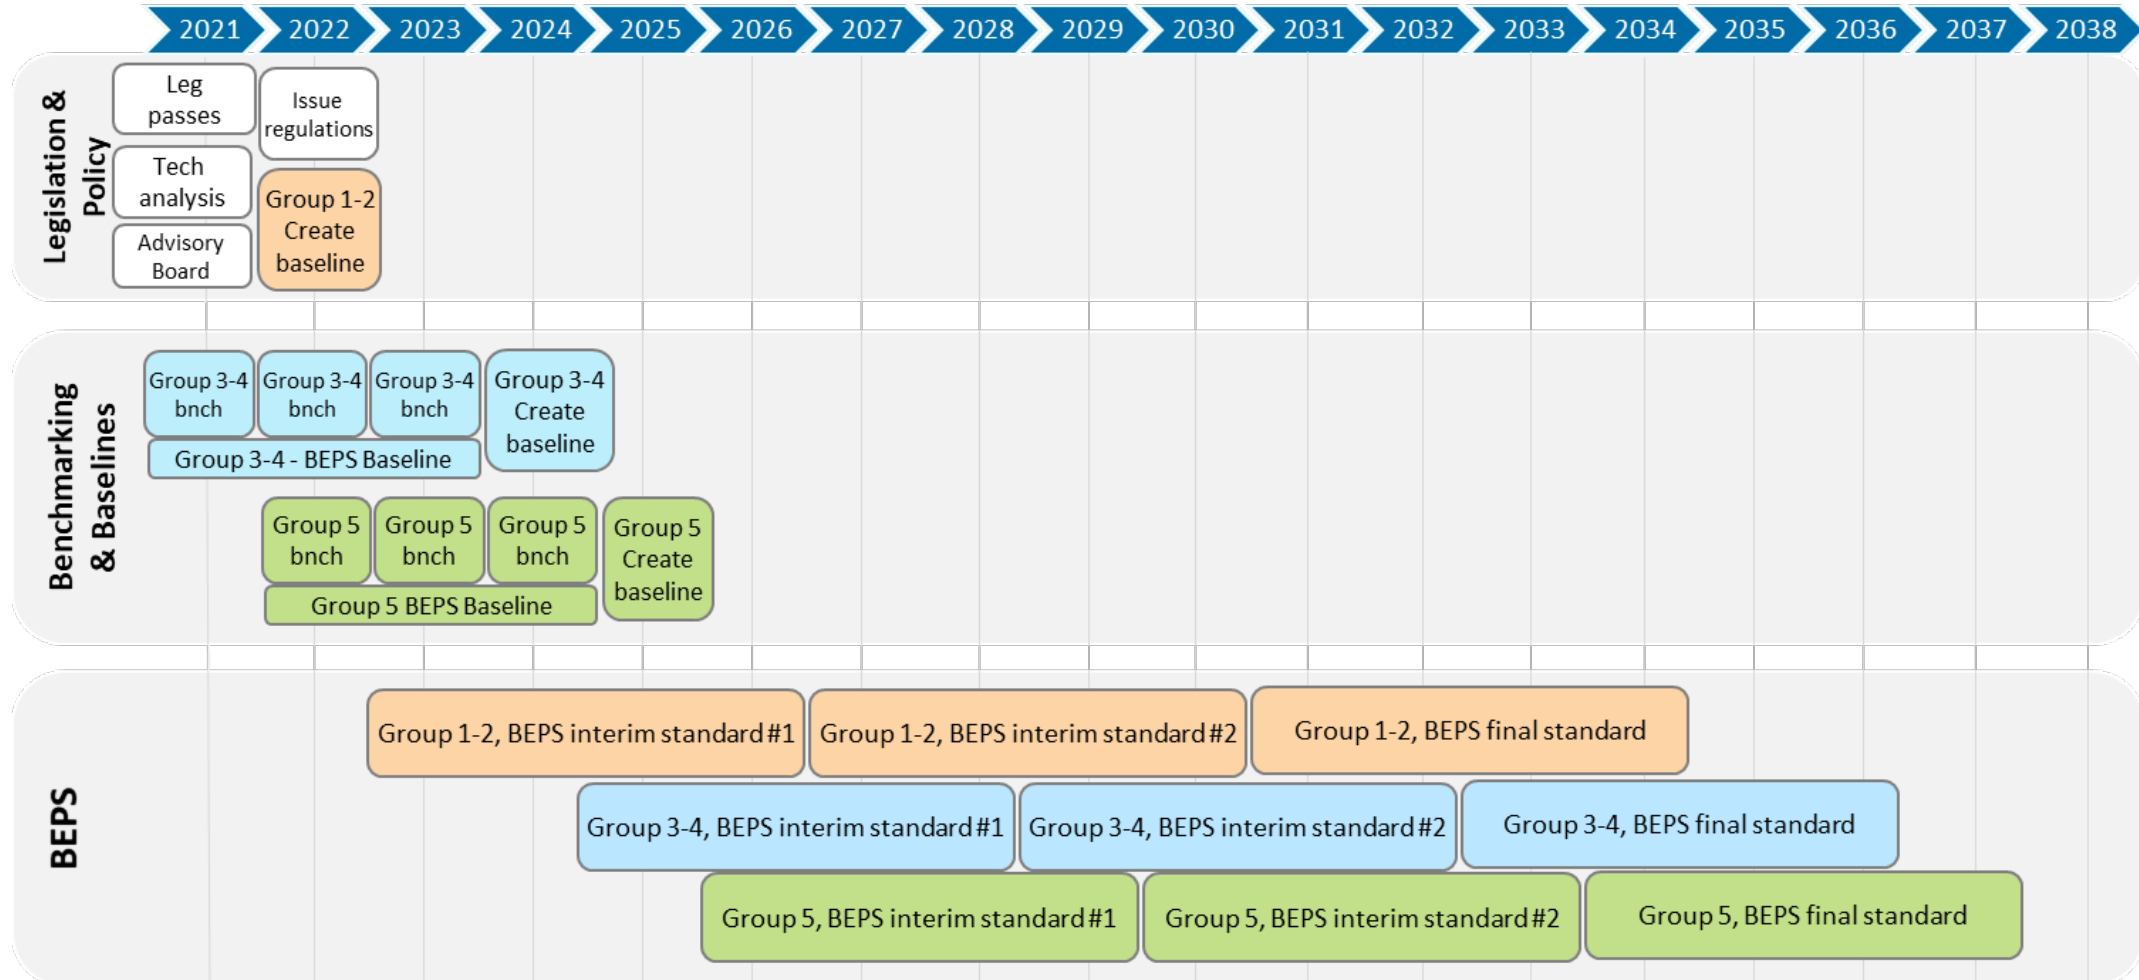 2021 2022 2023 2024 2025 2026 2027 2028 2029 2030 2031 2032 2033 2034 2035 2036 2037 2038
Legislation &
Policy
Leg
passes
Issue
regulations
Tech
analysis
Group 1-2
Create
baseline
Advisory
Board
Benchmarking
& Baselines
Group 3-4
bnch
Group 3-4
bnch
Group 3-4
bnch
Group 3-4
Create
baseline
Group 3-4 - BEPS Baseline
Group 5
bnch
Group 5
bnch
Group 5
bnch
Group 5
Create
baseline
Group 5 BEPS Baseline
BEPS
Group 1-2, BEPS interim standard #1
Group 1-2, BEPS interim standard #2
Group 1-2, BEPS final standard
Group 3-4, BEPS interim standard #1
Group 3-4, BEPS interim standard #2
Group 3-4, BEPS final standard
Group 5, BEPS interim standard #1
Group 5, BEPS interim standard #2
Group 5, BEPS final standard